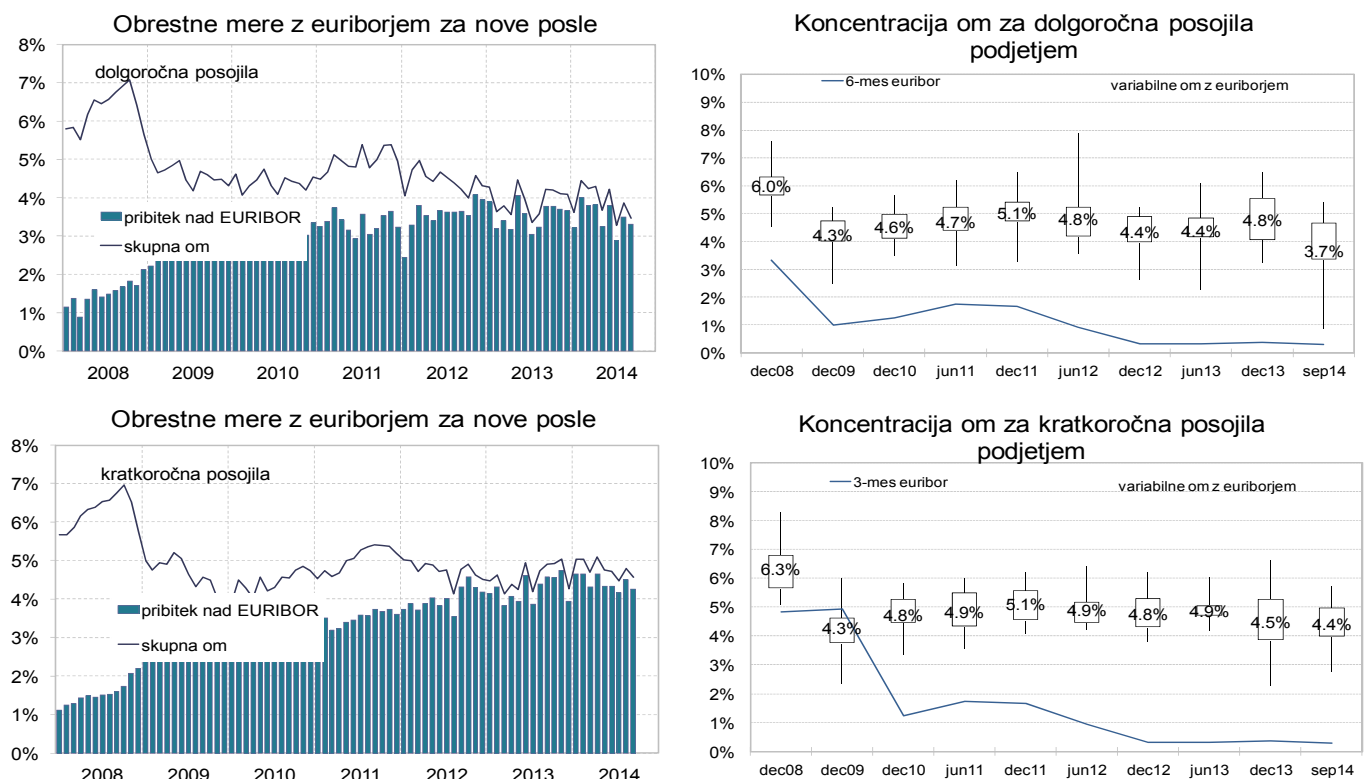 Obrestne mere z euriborjem za nove posle
8%
7%
6%
5%
4%
3%
2%
1%
0%
dolgoročna posojila
pribitek nad EURIBOR
skupna om
2008 2009 2010 2011 2012 2013 2014
Koncentracija om za dolgoročna posojila
podjetjem
10%
9%
8%
7%
6%
5%
4%
3%
2%
1%
0%
6-mes euribor
variabilne om z euriborjem
6.0% 4.3% 4.6% 4.7% 5.1% 4.8% 4.4% 4.4% 4.8% 3.7%
dec08 dec09 dec10 jun11 dec11 jun12 dec12 jun13 dec13 sep14
Obrestne mere z euriborjem za nove posle
8%
7%
6%
5%
4%
3%
2%
1%
0%
kratkoročna posojila
pribitek nad EURIBOR
skupna om
2008 2009 2010 2011 2012 2013 2014
Koncentracija om za kratkoročna posojila
podjetjem
10%
9%
8%
7%
6%
5%
4%
3%
2%
1%
0%
3-mes euribor
variabilne om z euriborjem
6.3% 4.3% 4.8% 4.9% 5.1% 4.9% 4.8% 4.9% 4.5% 4.4%
dec08 dec09 dec10 jun11 dec11 jun12 dec12 jun13 dec13 sep14